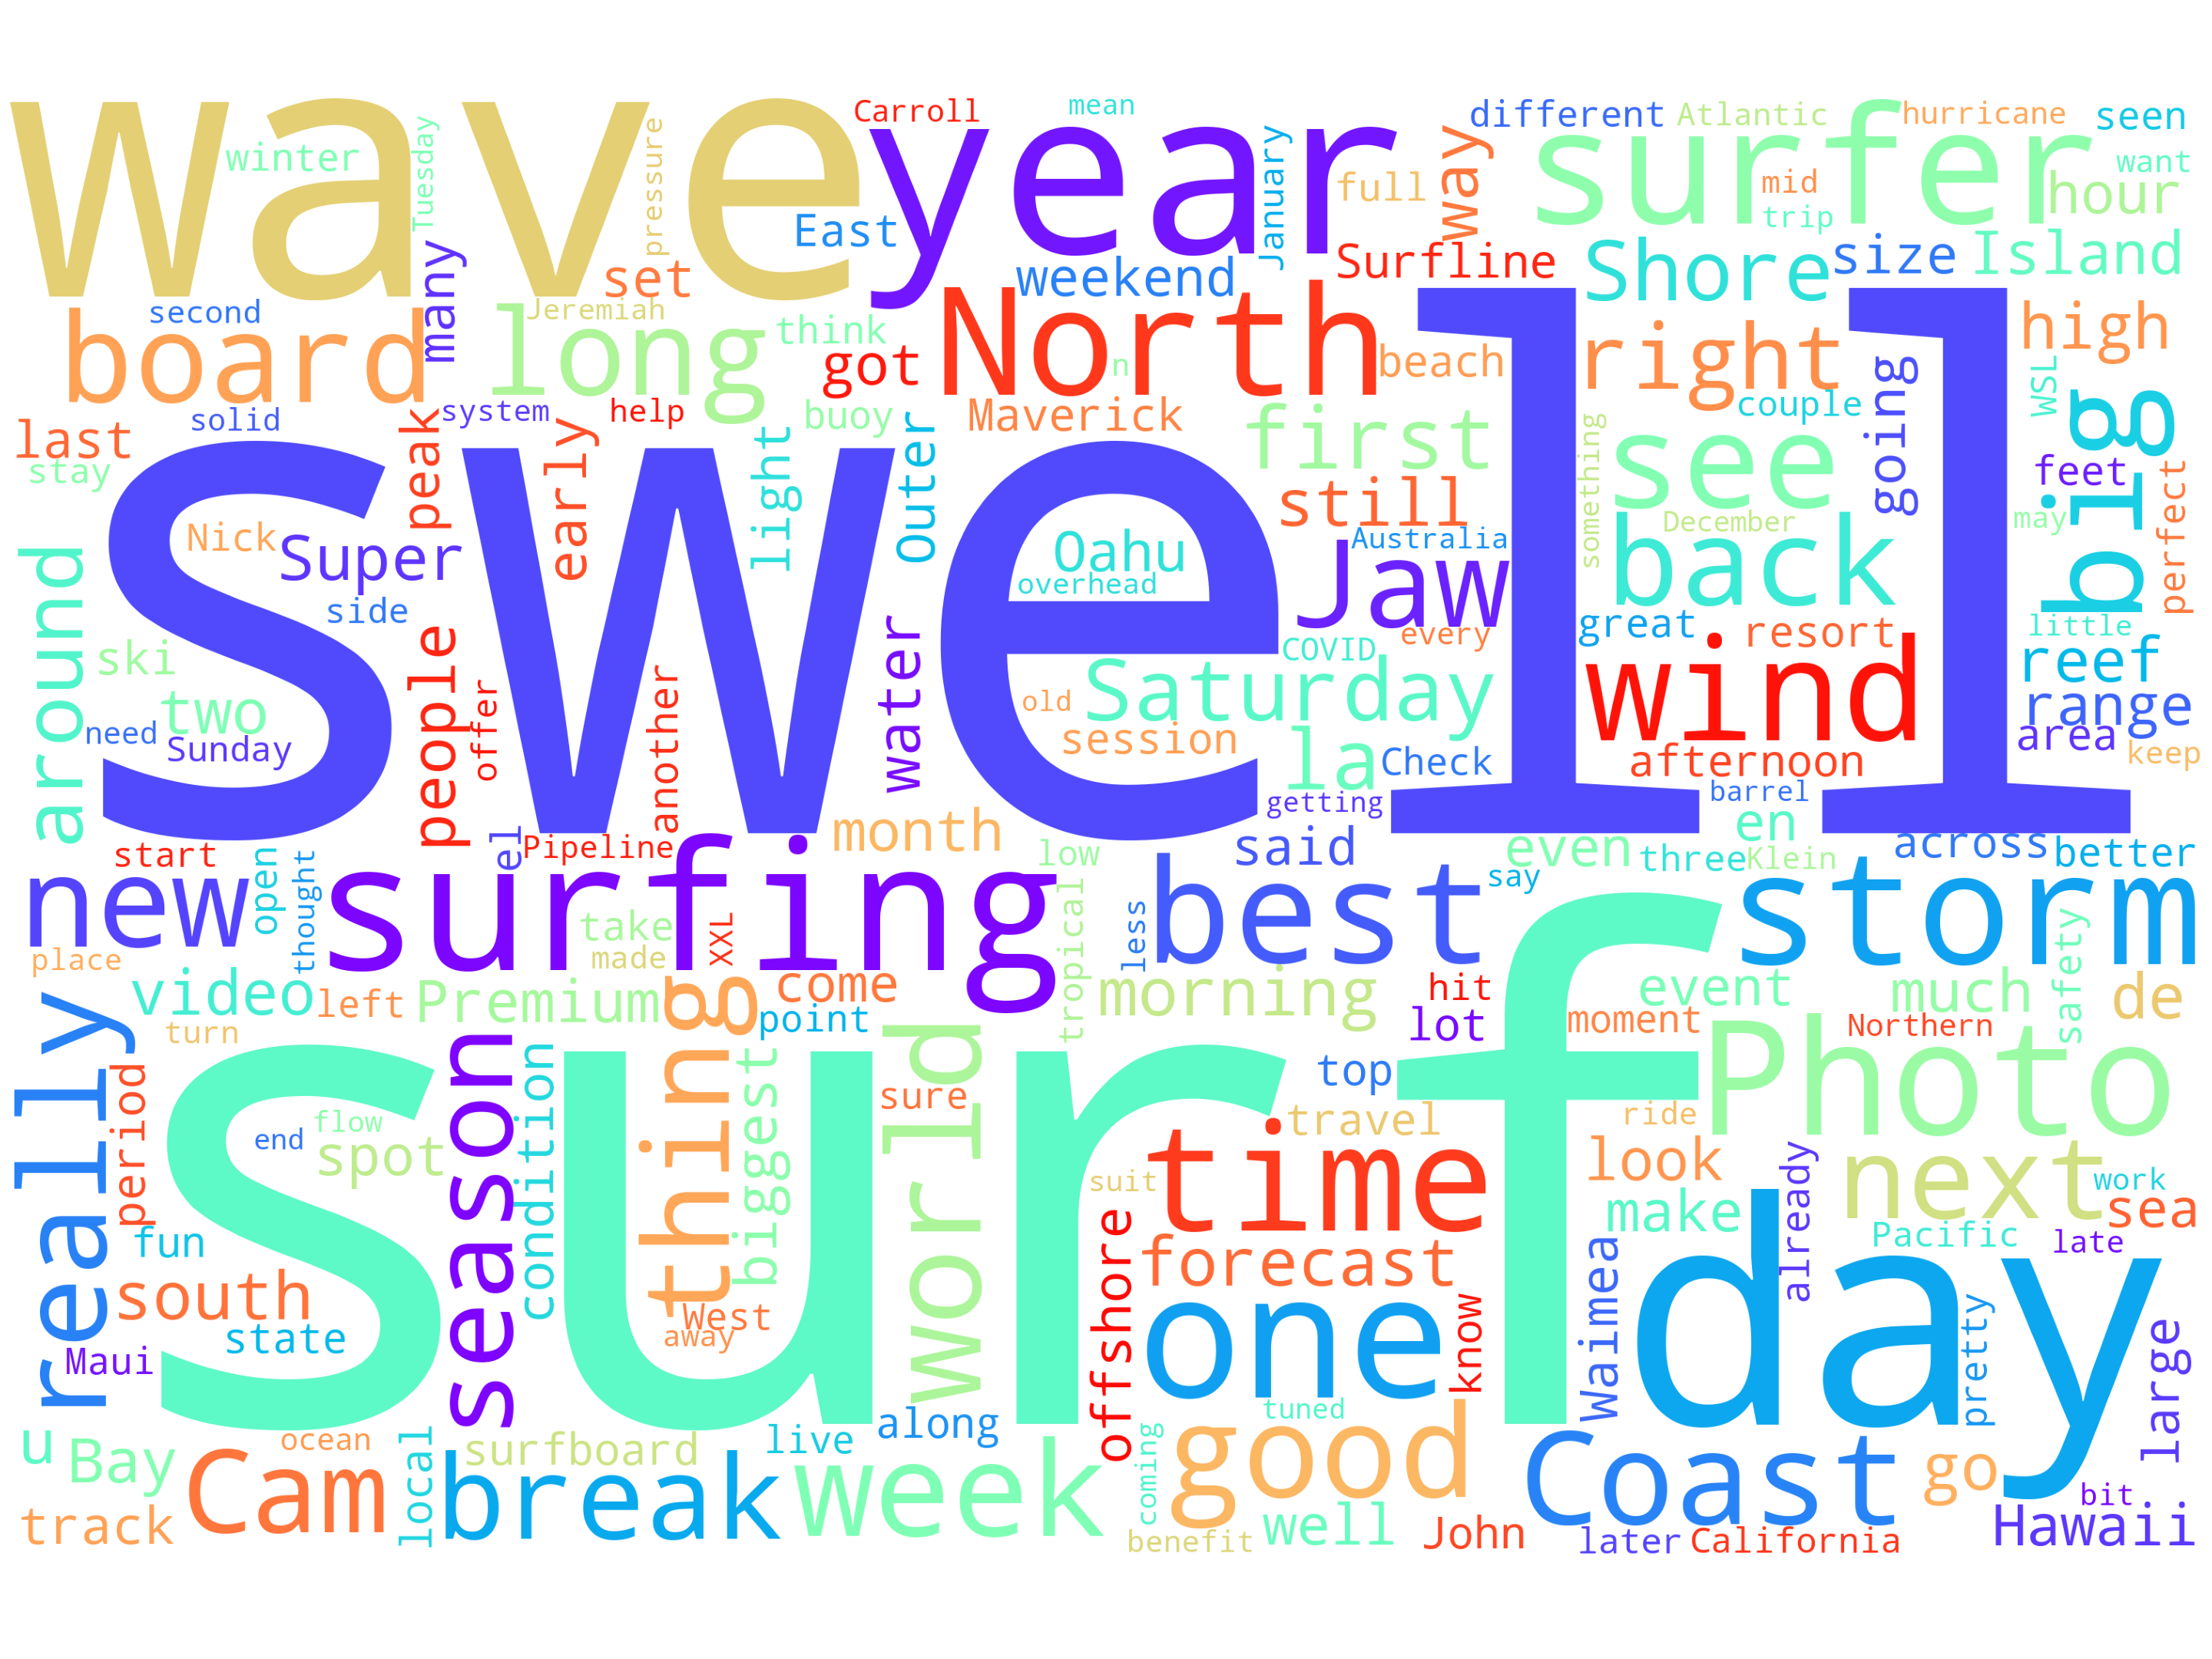 wave
year
surfer
Carroll
mean
different
Atlantic
hurricane
seen
winter
Tuesday
pressure
East
January
full
way
mid
trip
want
hour
set
weekend
Surfline
Shore
size
Island
second
many
Jeremiah
board
long
think
got
North
n
beach
right
high
going
WSL
big
last
solid
system
help
buoy
Maverick
first
couple
see
stay
peak
early
light
Outer
still
something
feet
perfect
swell
Nick
Super
Oahu
overhead
Australia
Jaw
December
back
may
around
side
people
water
COVID
every
great
resort
little
ski
two
offer
another
old
Saturday
wind
reef
range
need
Sunday
session
la
Check
afternoon
area
keep
getting
barrel
start
open
thought
el
Pipeline
month
low
said
even
en
three
Klein
across
better
new
surfing
best
say
storm
place
take
made
XXL
tropical
less
safety
video
left
Premium
thing
come
point
morning
hit
lot
event
moment
much
de
turn
Northern
really
period
season
condition
biggest
world
surf
Photo
flow
end
spot
sure
top
travel
time
ride
look
already
next
work
suit
make
sea
fun
offshore
forecast
Waimea
Pacific
late
south
West
away
one
know
day
pretty
large
state
Maui
u
Bay
ocean
local
surfboard
live
along
tuned
Cam
break
week
coming
good
Coast
go
track
benefit
well
John
later
California
bit
Hawaii